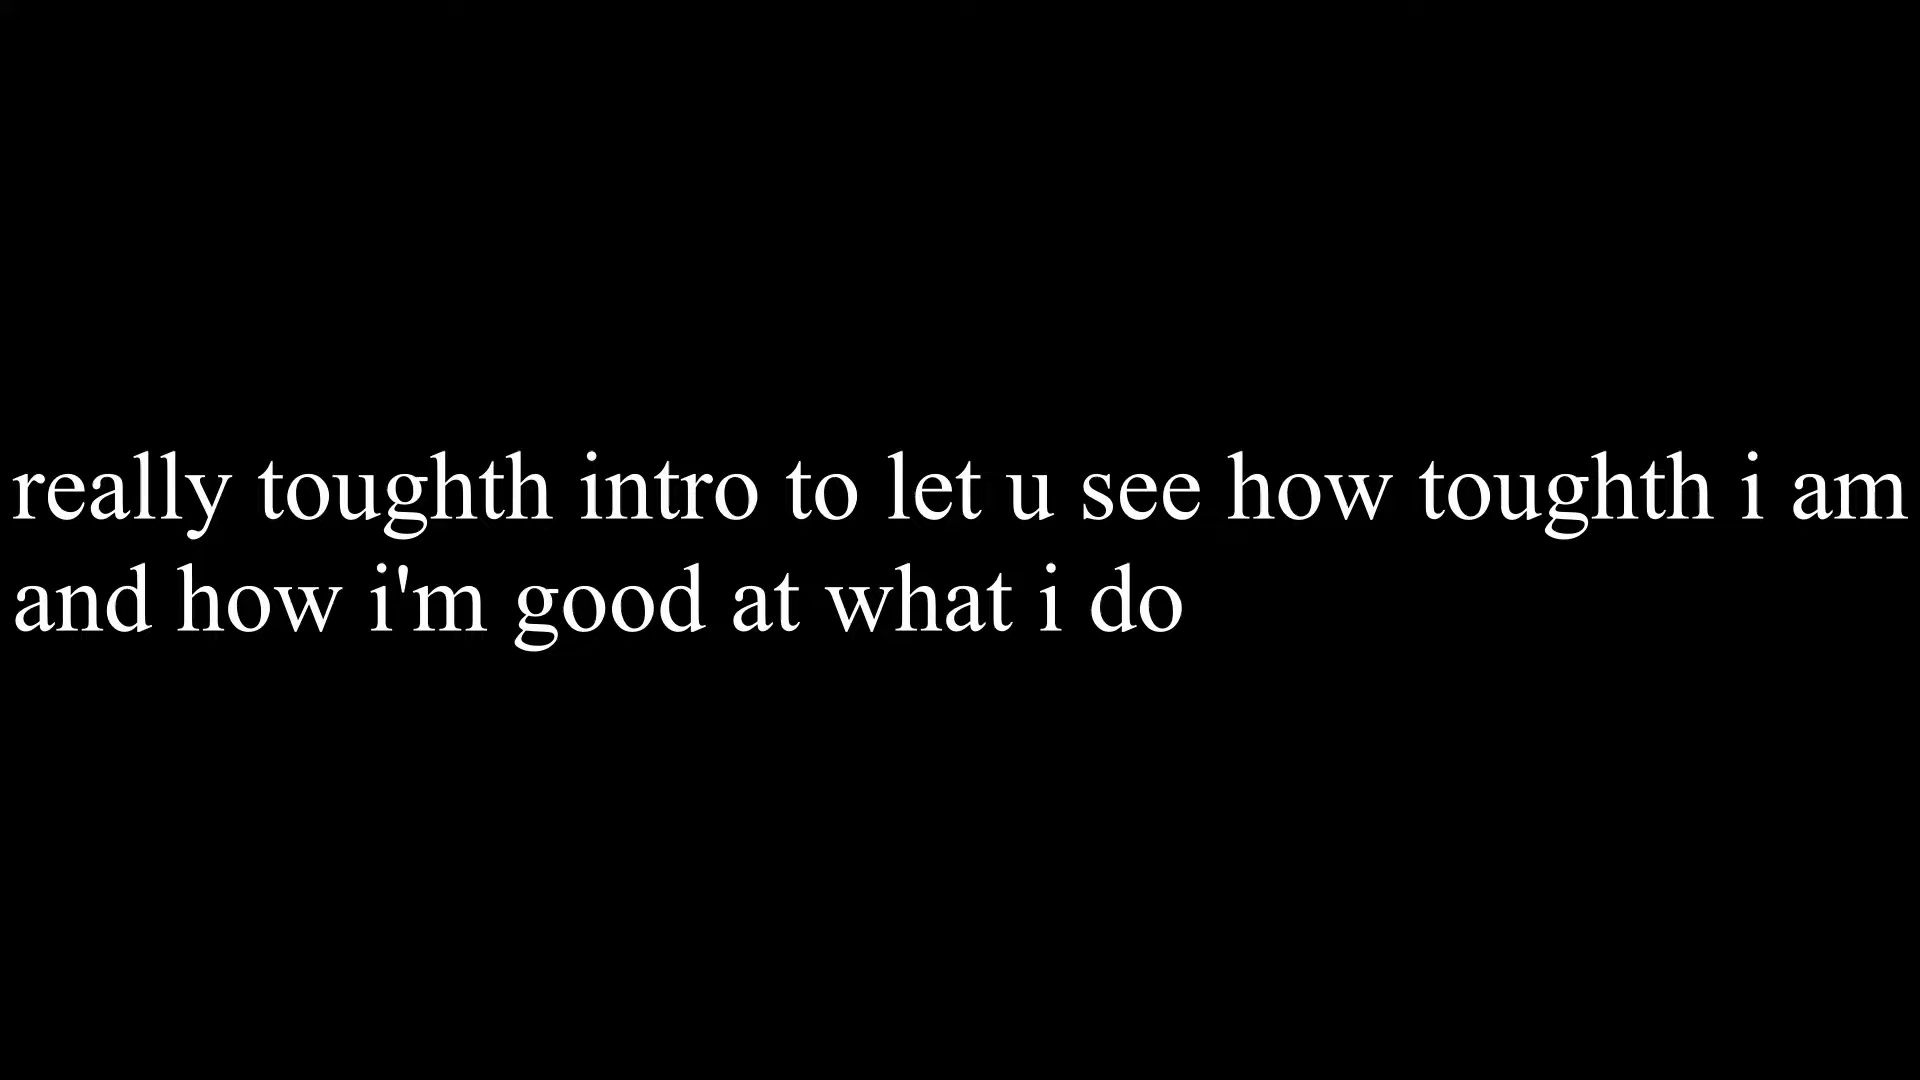 really toughth intro to let u see how toughth i am
and how i'm good at what i do